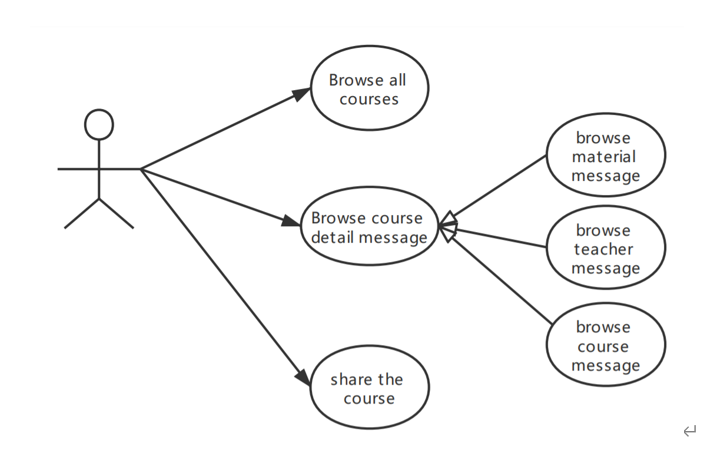 Browse all
courses
browse
material
message
Browse course
detail message
browse
teacher
message
browse
course
message
share the
course